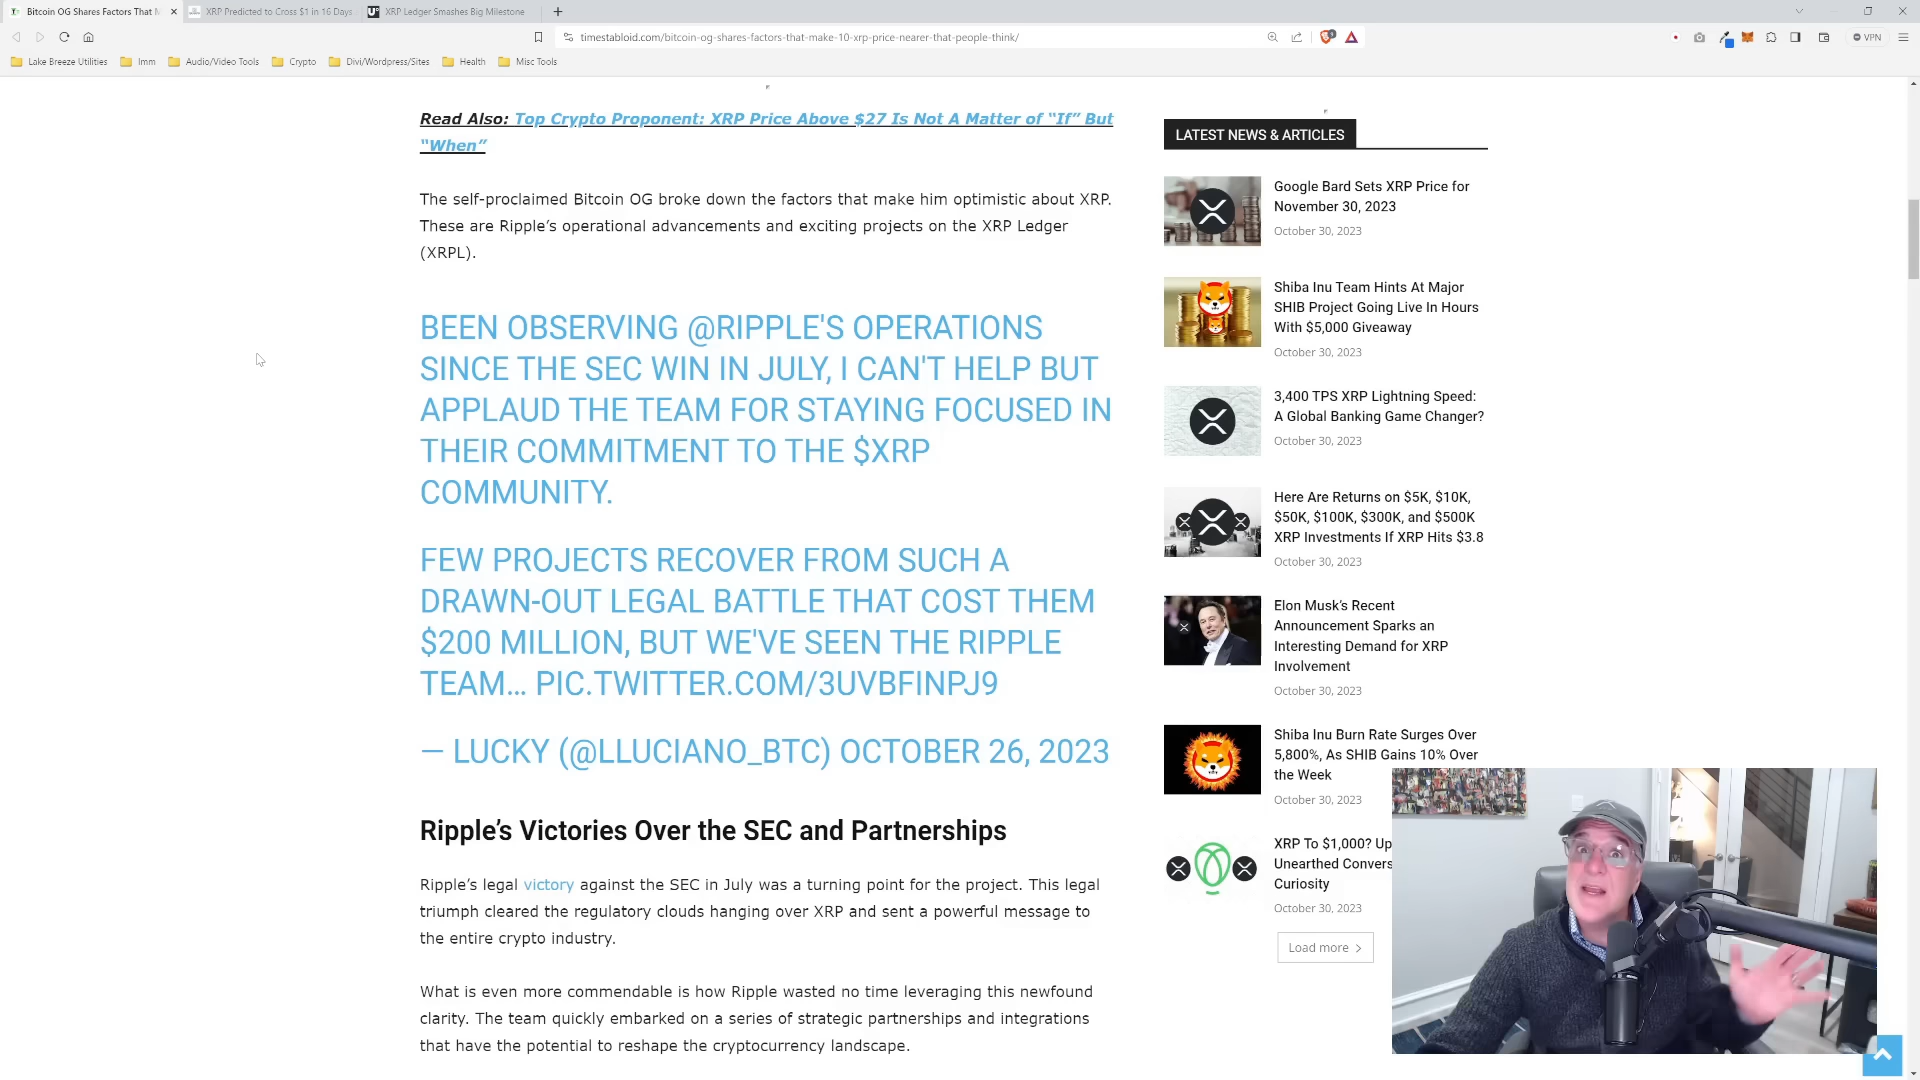 Bitcoin OG Shares Factors That M
XRP Predicted to Cross $1 in 16 Days
XRP Ledger Smashes Big Milestone
timestabloid.com/bitcoin-og-shares-factors-that-make-10-xrp-price-nearer-that-people-think/
VPN
Lake Breeze Utilities
Imm
Audio/Video Tools
Crypto
Divi/Wordpress/Sites
Health
Misc Tools
Read Also: Top Crypto Proponent: XRP Price Above $27 Is Not A Matter of “If” But
“When”
The self-proclaimed Bitcoin OG broke down the factors that make him optimistic about XRP.
These are Ripple’s operational advancements and exciting projects on the XRP Ledger
(XRPL).
BEEN OBSERVING @RIPPLE'S OPERATIONS
SINCE THE SEC WIN IN JULY, I CAN'T HELP BUT
APPLAUD THE TEAM FOR STAYING FOCUSED IN
THEIR COMMITMENT TO THE $XRP
COMMUNITY.
FEW PROJECTS RECOVER FROM SUCH A
DRAWN-OUT LEGAL BATTLE THAT COST THEM
$200 MILLION, BUT WE'VE SEEN THE RIPPLE
TEAM… PIC.TWITTER.COM/3UVBFINPJ9
— LUCKY (@LLUCIANO_BTC) OCTOBER 26, 2023
Ripple’s Victories Over the SEC and Partnerships
Ripple’s legal victory against the SEC in July was a turning point for the project. This legal
triumph cleared the regulatory clouds hanging over XRP and sent a powerful message to
the entire crypto industry.
What is even more commendable is how Ripple wasted no time leveraging this newfound
clarity. The team quickly embarked on a series of strategic partnerships and integrations
that have the potential to reshape the cryptocurrency landscape.
LATEST NEWS & ARTICLES
Google Bard Sets XRP Price for
November 30, 2023
October 30, 2023
Shiba Inu Team Hints At Major
SHIB Project Going Live In Hours
With $5,000 Giveaway
October 30, 2023
3,400 TPS XRP Lightning Speed:
A Global Banking Game Changer?
October 30, 2023
Here Are Returns on $5K, $10K,
$50K, $100K, $300K, and $500K
XRP Investments If XRP Hits $3.8
October 30, 2023
Elon Musk’s Recent
Announcement Sparks an
Interesting Demand for XRP
Involvement
October 30, 2023
Shiba Inu Burn Rate Surges Over
5,800%, As SHIB Gains 10% Over
the Week
October 30, 2023
XRP To $1,000? Up
Unearthed Convers
Curiosity
October 30, 2023
Load more